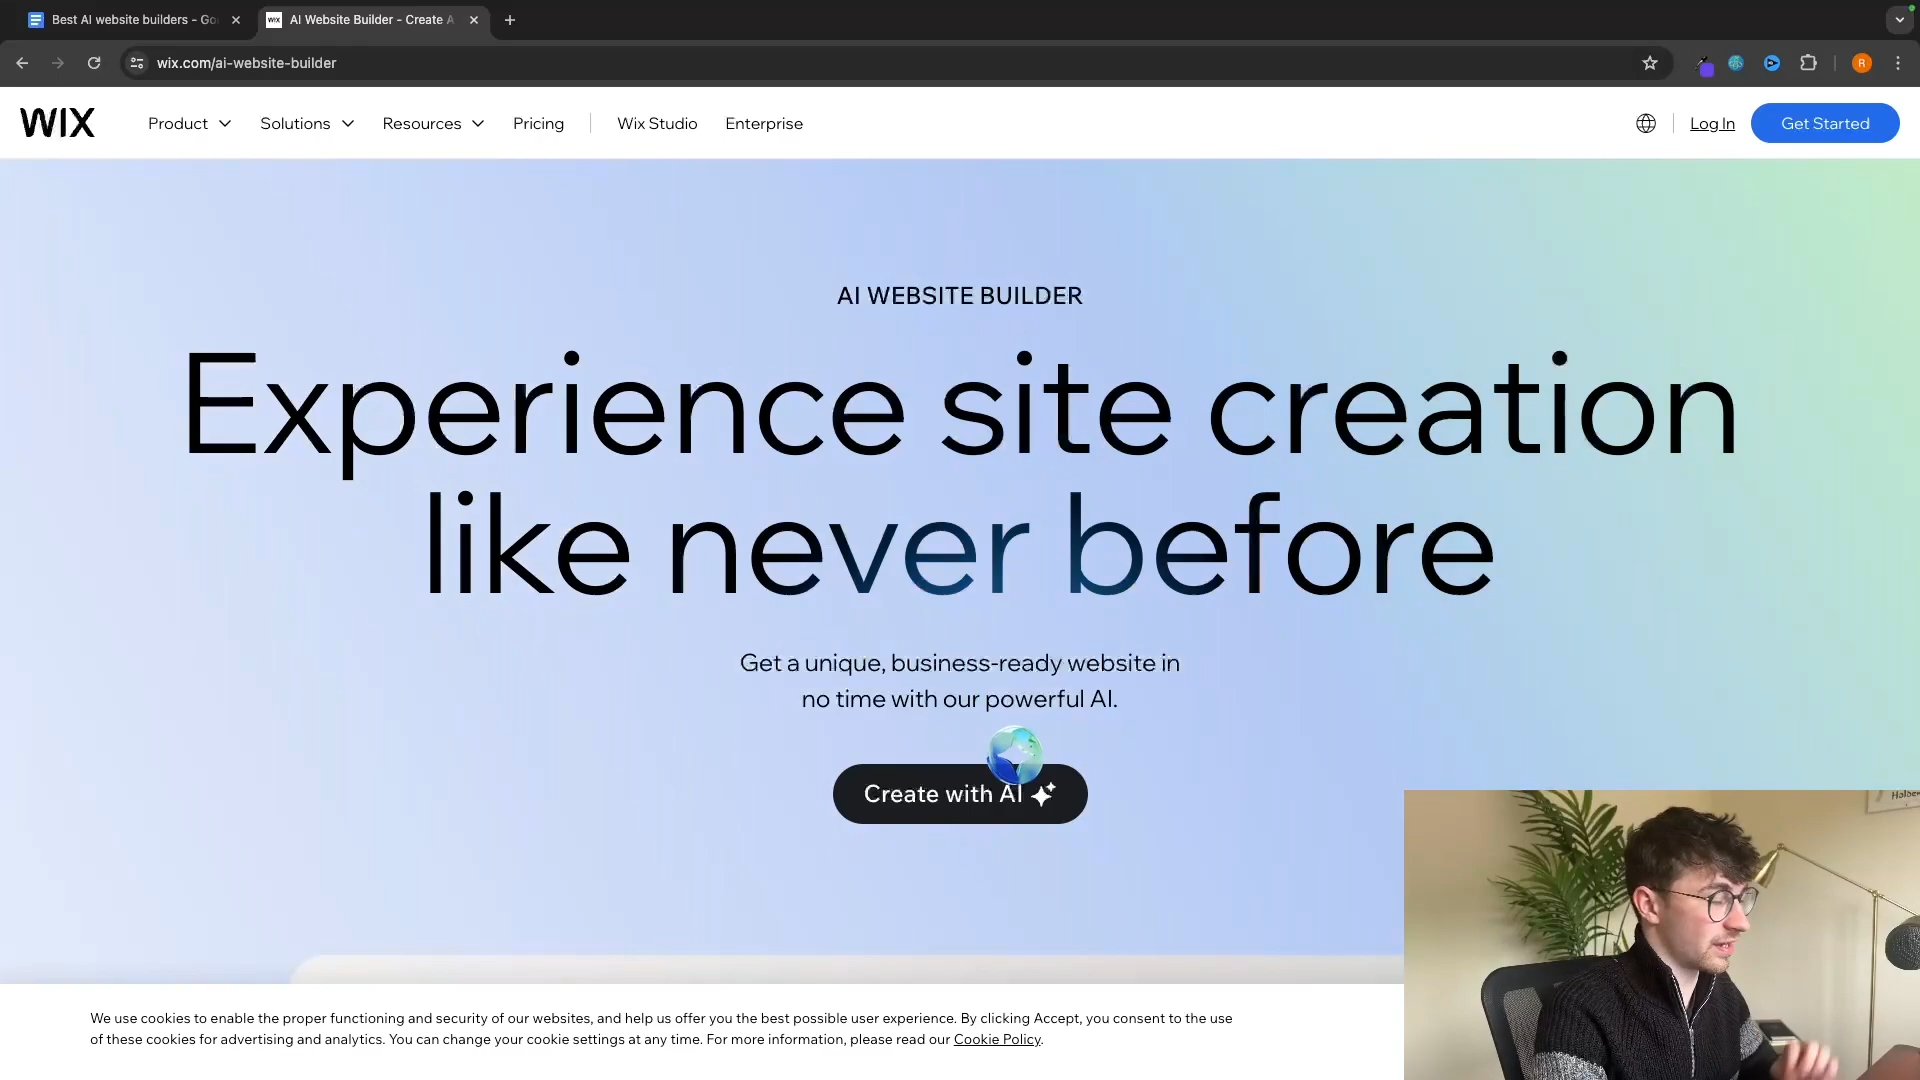 Best AI website builders - Go
WIX AI Website Builder - Create A
wix.com/ai-website-builder
R
WIX Product Solutions Resources Pricing Wix Studio Enterprise Log In Get Started
AI WEBSITE BUILDER
Experience site creation
like never before
Get a unique, business-ready website in
no time with our powerful AI.
Create with AI
We use cookies to enable the proper functioning and security of our websites, and help us offer you the best possible user experience. By clicking Accept, you consent to the use
of these cookies for advertising and analytics. You can change your cookie settings at any time. For more information, please read our Cookie Policy.